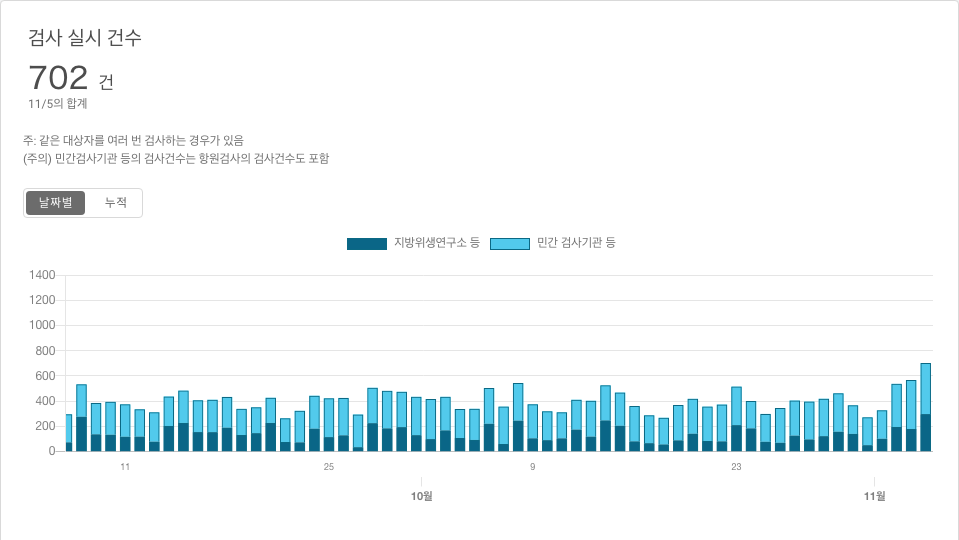 검사 실시 건수
702 건
11/5의 합계
주: 같은 대상자를 여러 번 검사하는 경우가 있음
(주의) 민간검사기관 등의 검사건수는 항원검사의 검사건수도 포함
날짜별 누적
지방위생연구소 등 민간 검사기관 등
1400
1200
1000
800
600
400
200
0
11 25 9 23
10월 11월